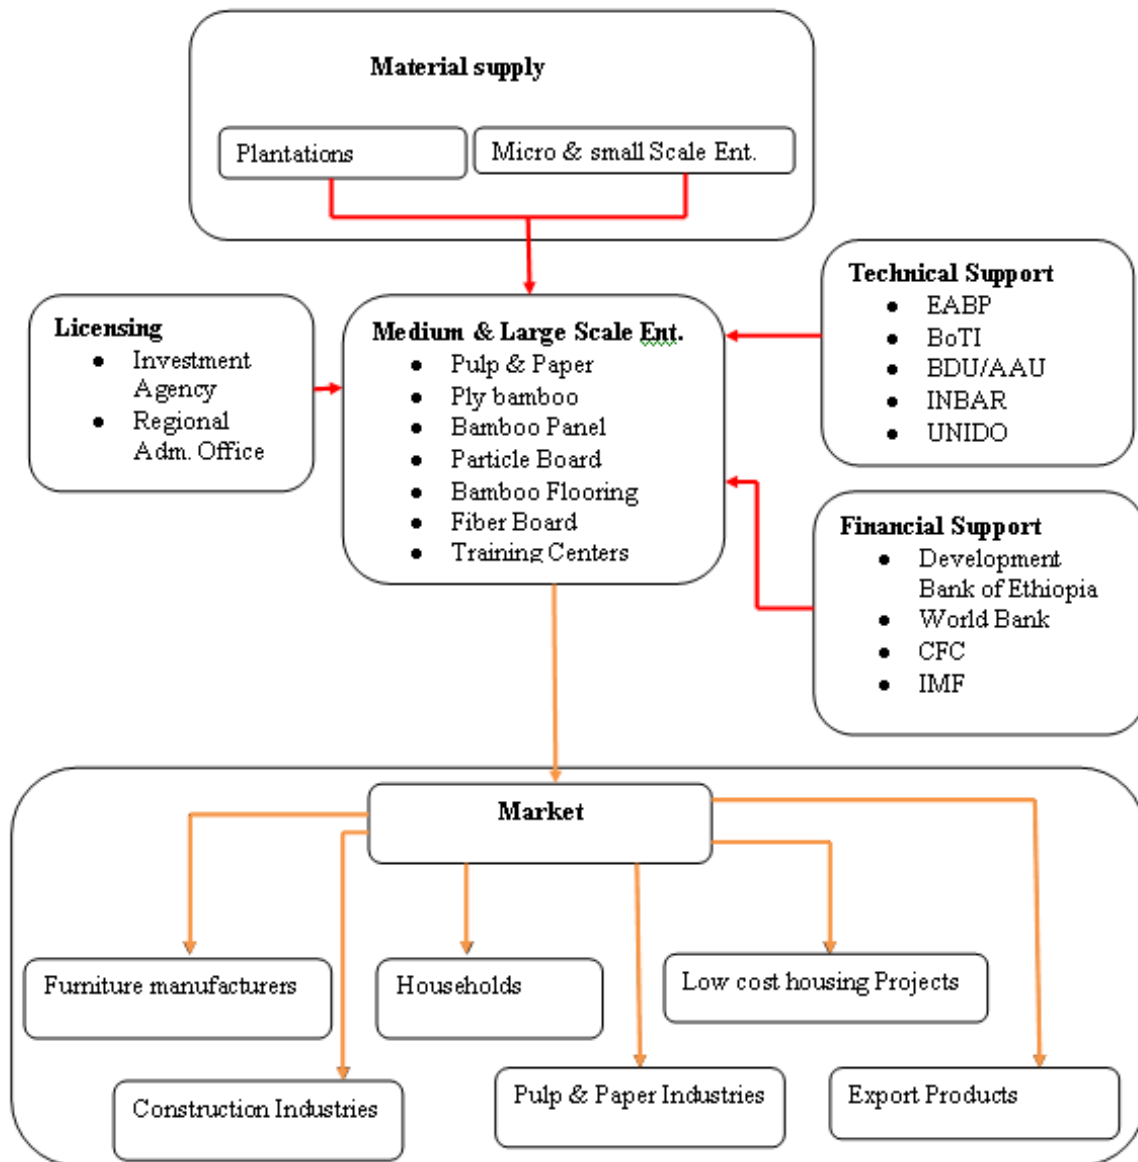 Material supply
Plantations
Micro & small Scale Ent.
Technical Support
● EABP
● BoTI
● BDU/AAU
● INBAR
● UNIDO
Licensing
● Investment
Agency
● Regional
Adm. Office
Medium & Large Scale Ent.
● Pulp & Paper
● Ply bamboo
● Bamboo Panel
● Particle Board
● Bamboo Flooring
● Fiber Board
● Training Centers
Financial Support
● Development
Bank of Ethiopia
● World Bank
● CFC
● IMF
Market
Furniture manufacturers
Households
Low cost housing Projects
Construction Industries
Pulp & Paper Industries
Export Products